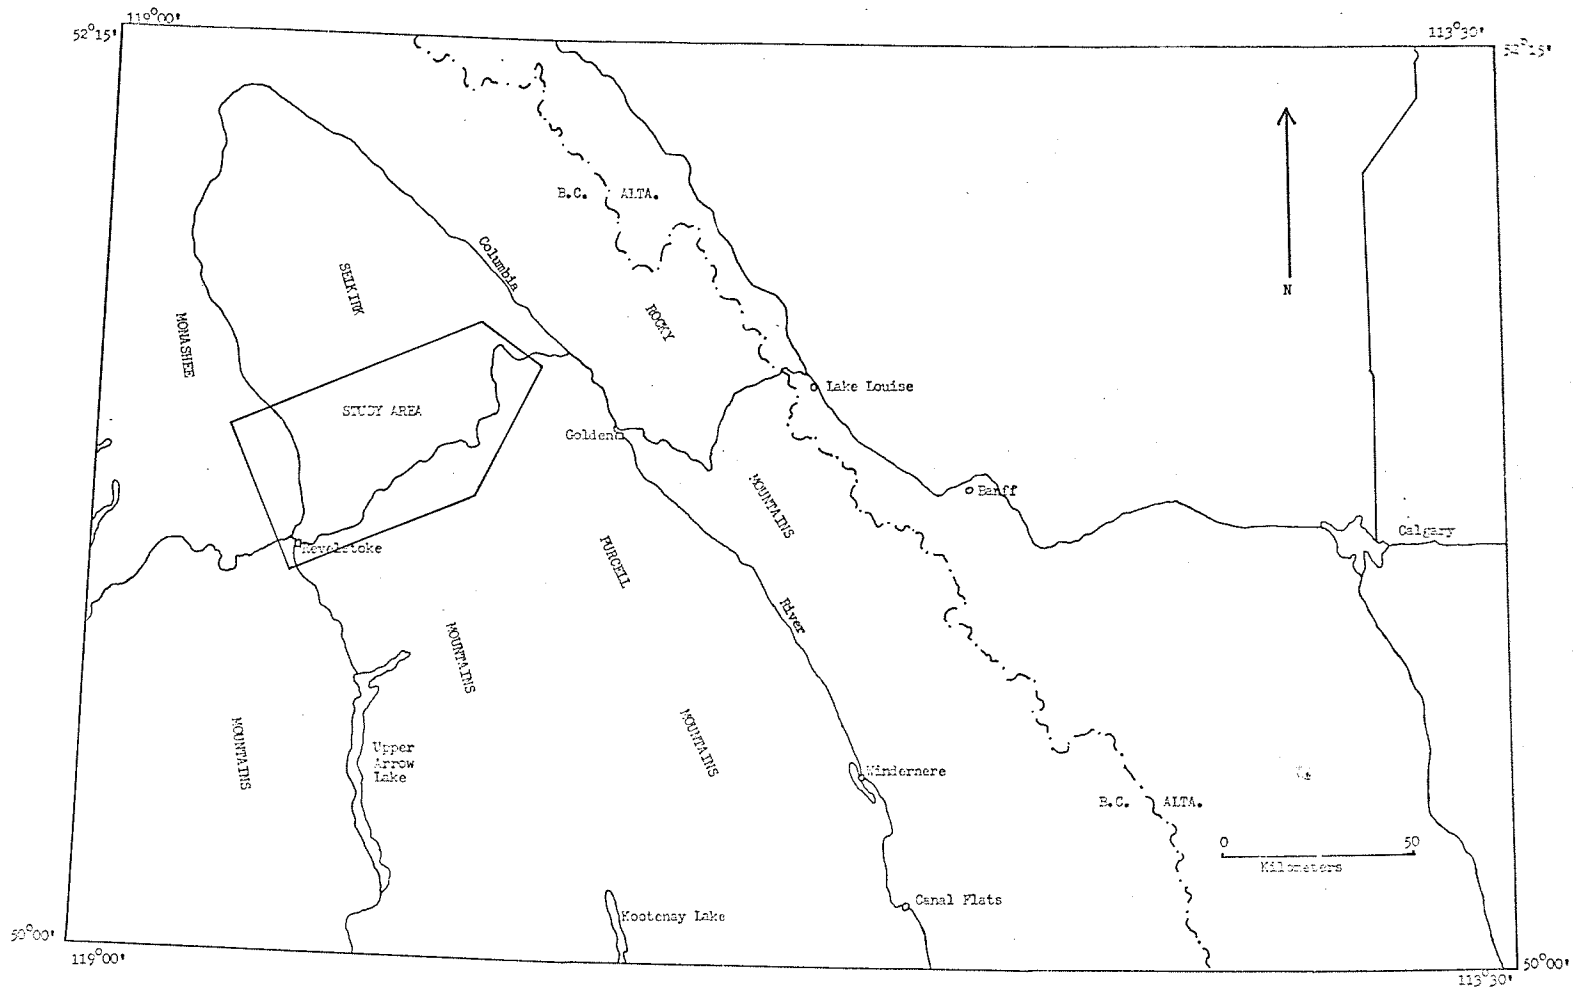 119°00'
113°30'
52°15'
52°15'
B.C.
ALTA.
Columbia
SELKIRK
N
ROCKY
MONASHEE
Lake Louise
STUDY AREA
Golden
Banff
MOUNTAINS
Calgary
Revelstoke
PURCELL
River
MOUNTAINS
MOUNTAINS
MOUNTAINS
Upper
Arrow
Lake
Windermere
B.C.
ALTA.
0
50
Kilometers
Canal Flats
Kootenay Lake
50°00'
119°00'
50°00'
113°30'